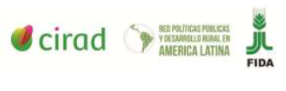 cirad
RED POLÍTICAS PÚBLICAS
Y DESARROLLO RURAL EN
AMERICA LATINA
FIDA